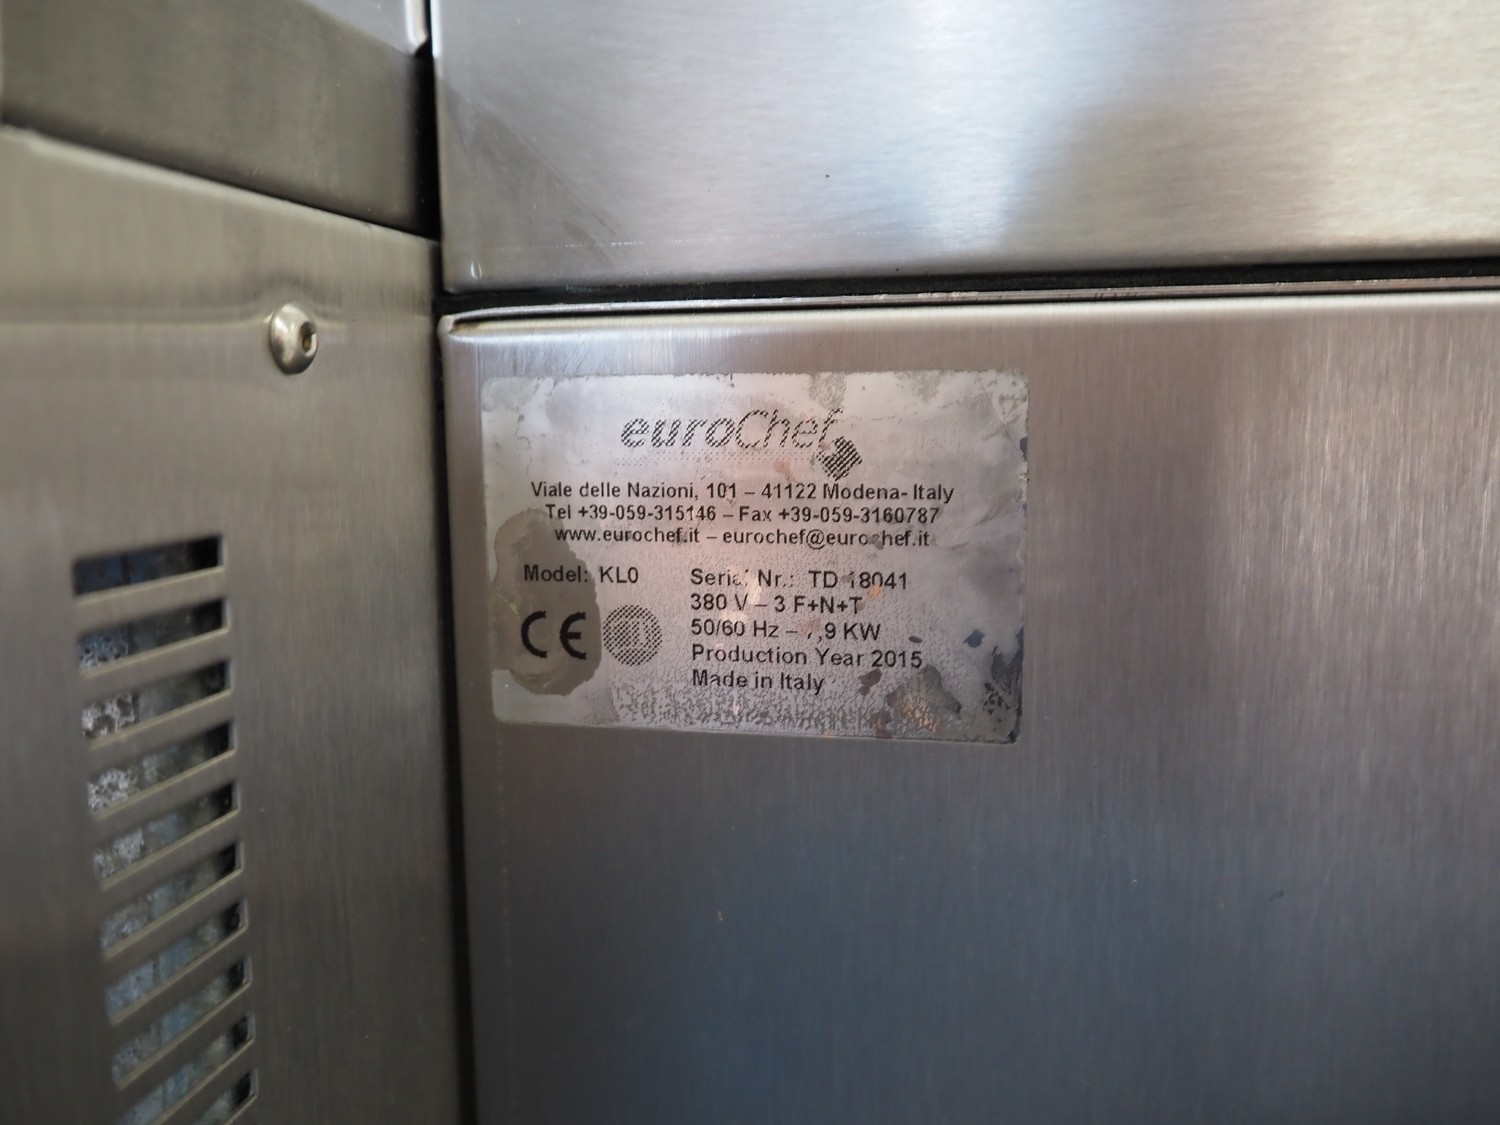 euroChef
Viale delle Nazioni, 101 – 41122 Modena- Italy
Tel +39-059-315146 – Fax +39-059-3160787
www.eurochef.it – eurochef@eurochef.it
Model: KL0
Serial Nr.: TD 18041
380 V – 3 F+N+T
CE
50/60 Hz – KW
Production Year 2015
Made in Italy